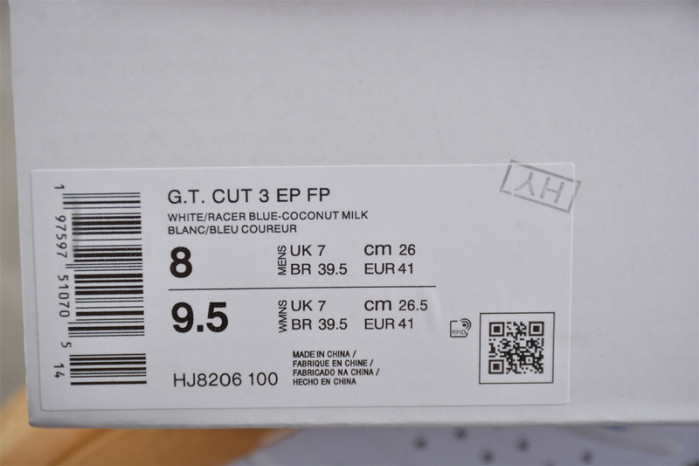 G.T. CUT 3 EP FP
WHITE/RACER BLUE-COCONUT MILK
BLANC/BLEU COUREUR
8 MENS UK 7 cm 26
BR 39.5 EUR 41
9.5 WMNS UK 7 cm 26.5
BR 39.5 EUR 41
HJ8206 100
MADE IN CHINA /
FABRIQUE EN CHINE /
FABRICADO NA CHINA /
HECHO EN CHINA
RFID
1 97597 51070 5
14
HY